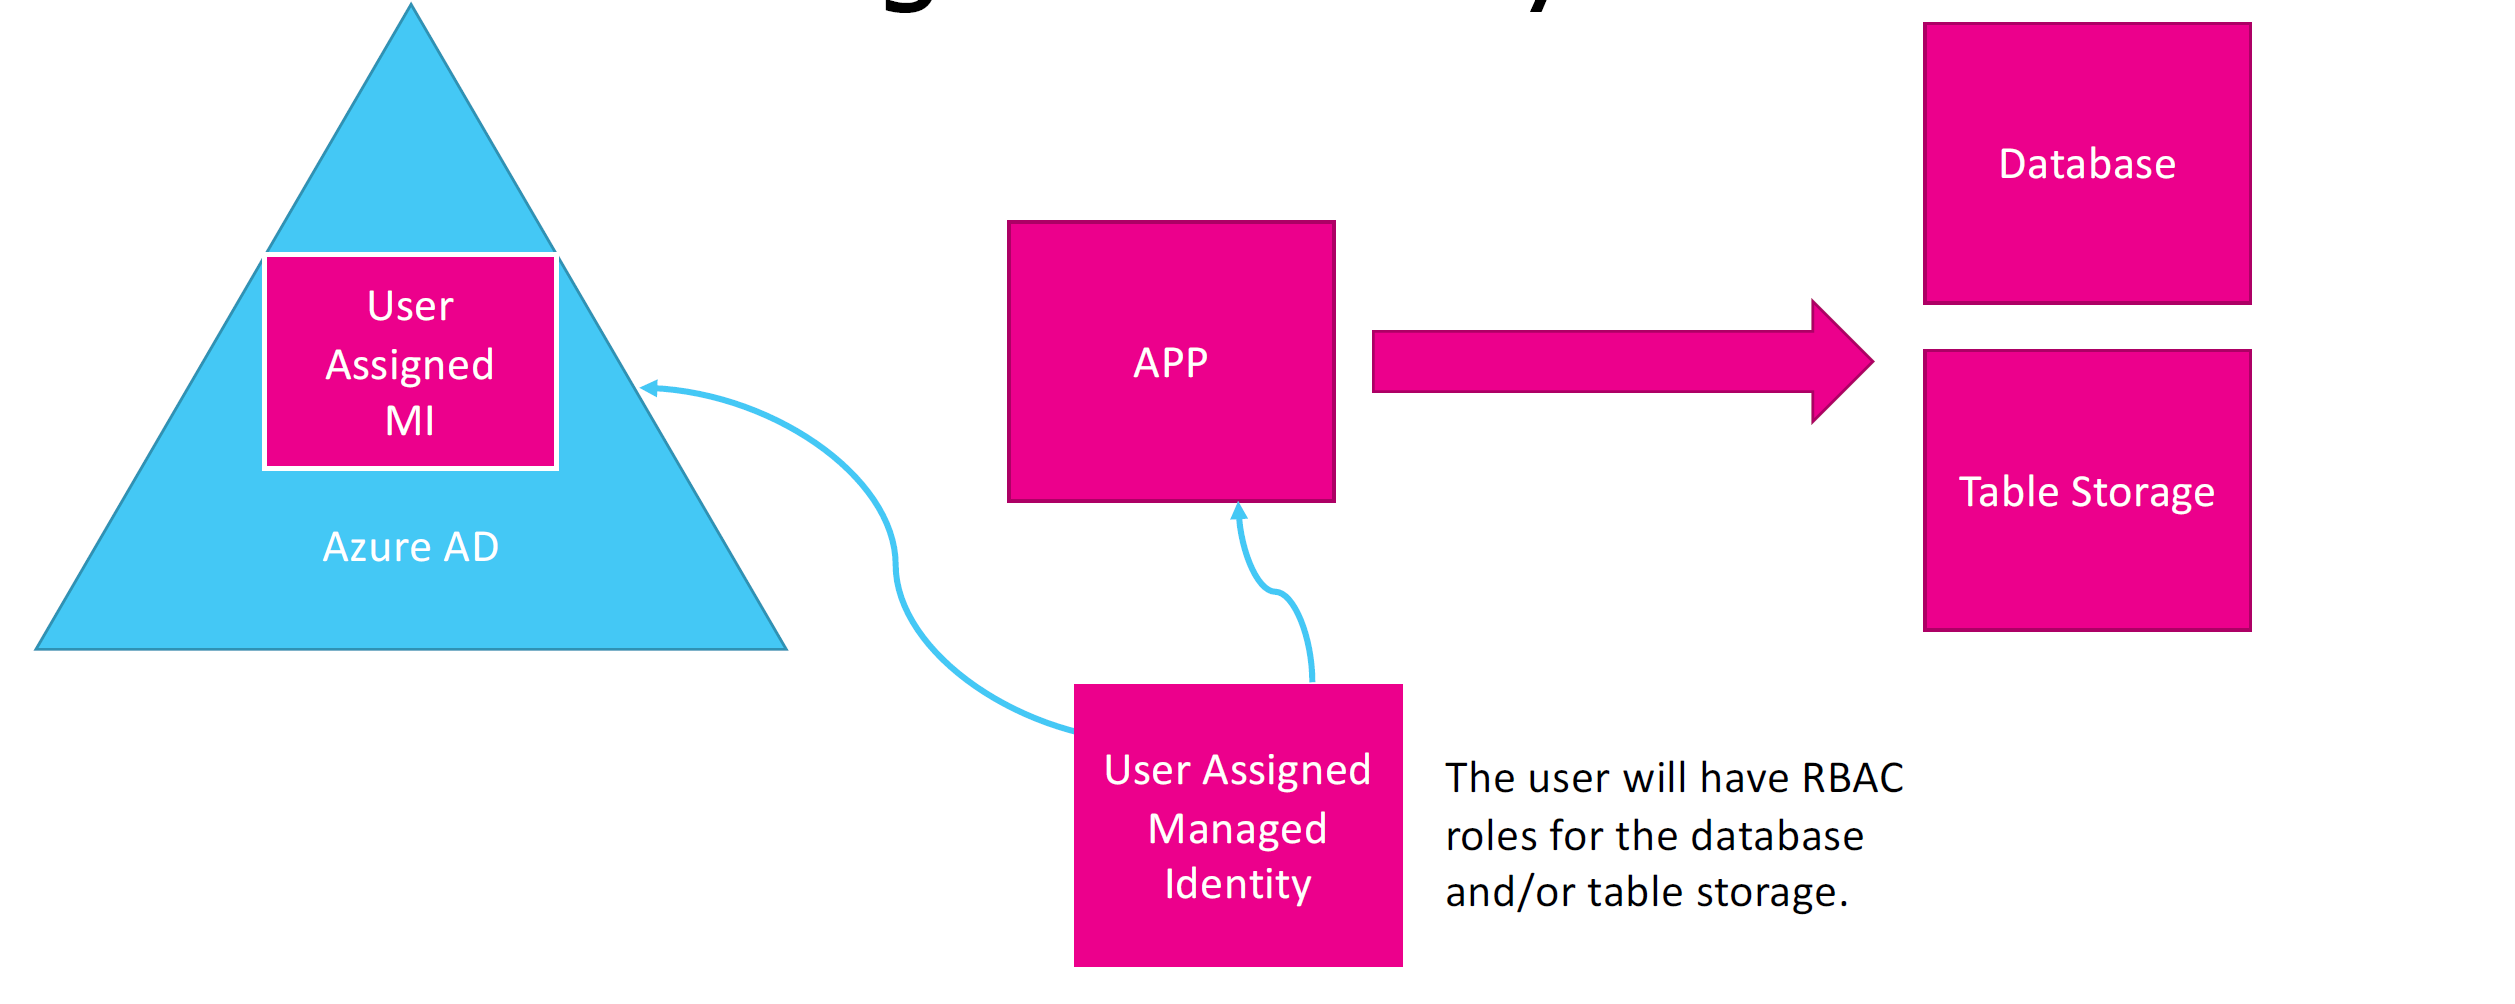 User
Assigned
MI
Azure AD
APP
Database
Table Storage
User Assigned
Managed
Identity
The user will have RBAC
roles for the database
and/or table storage.